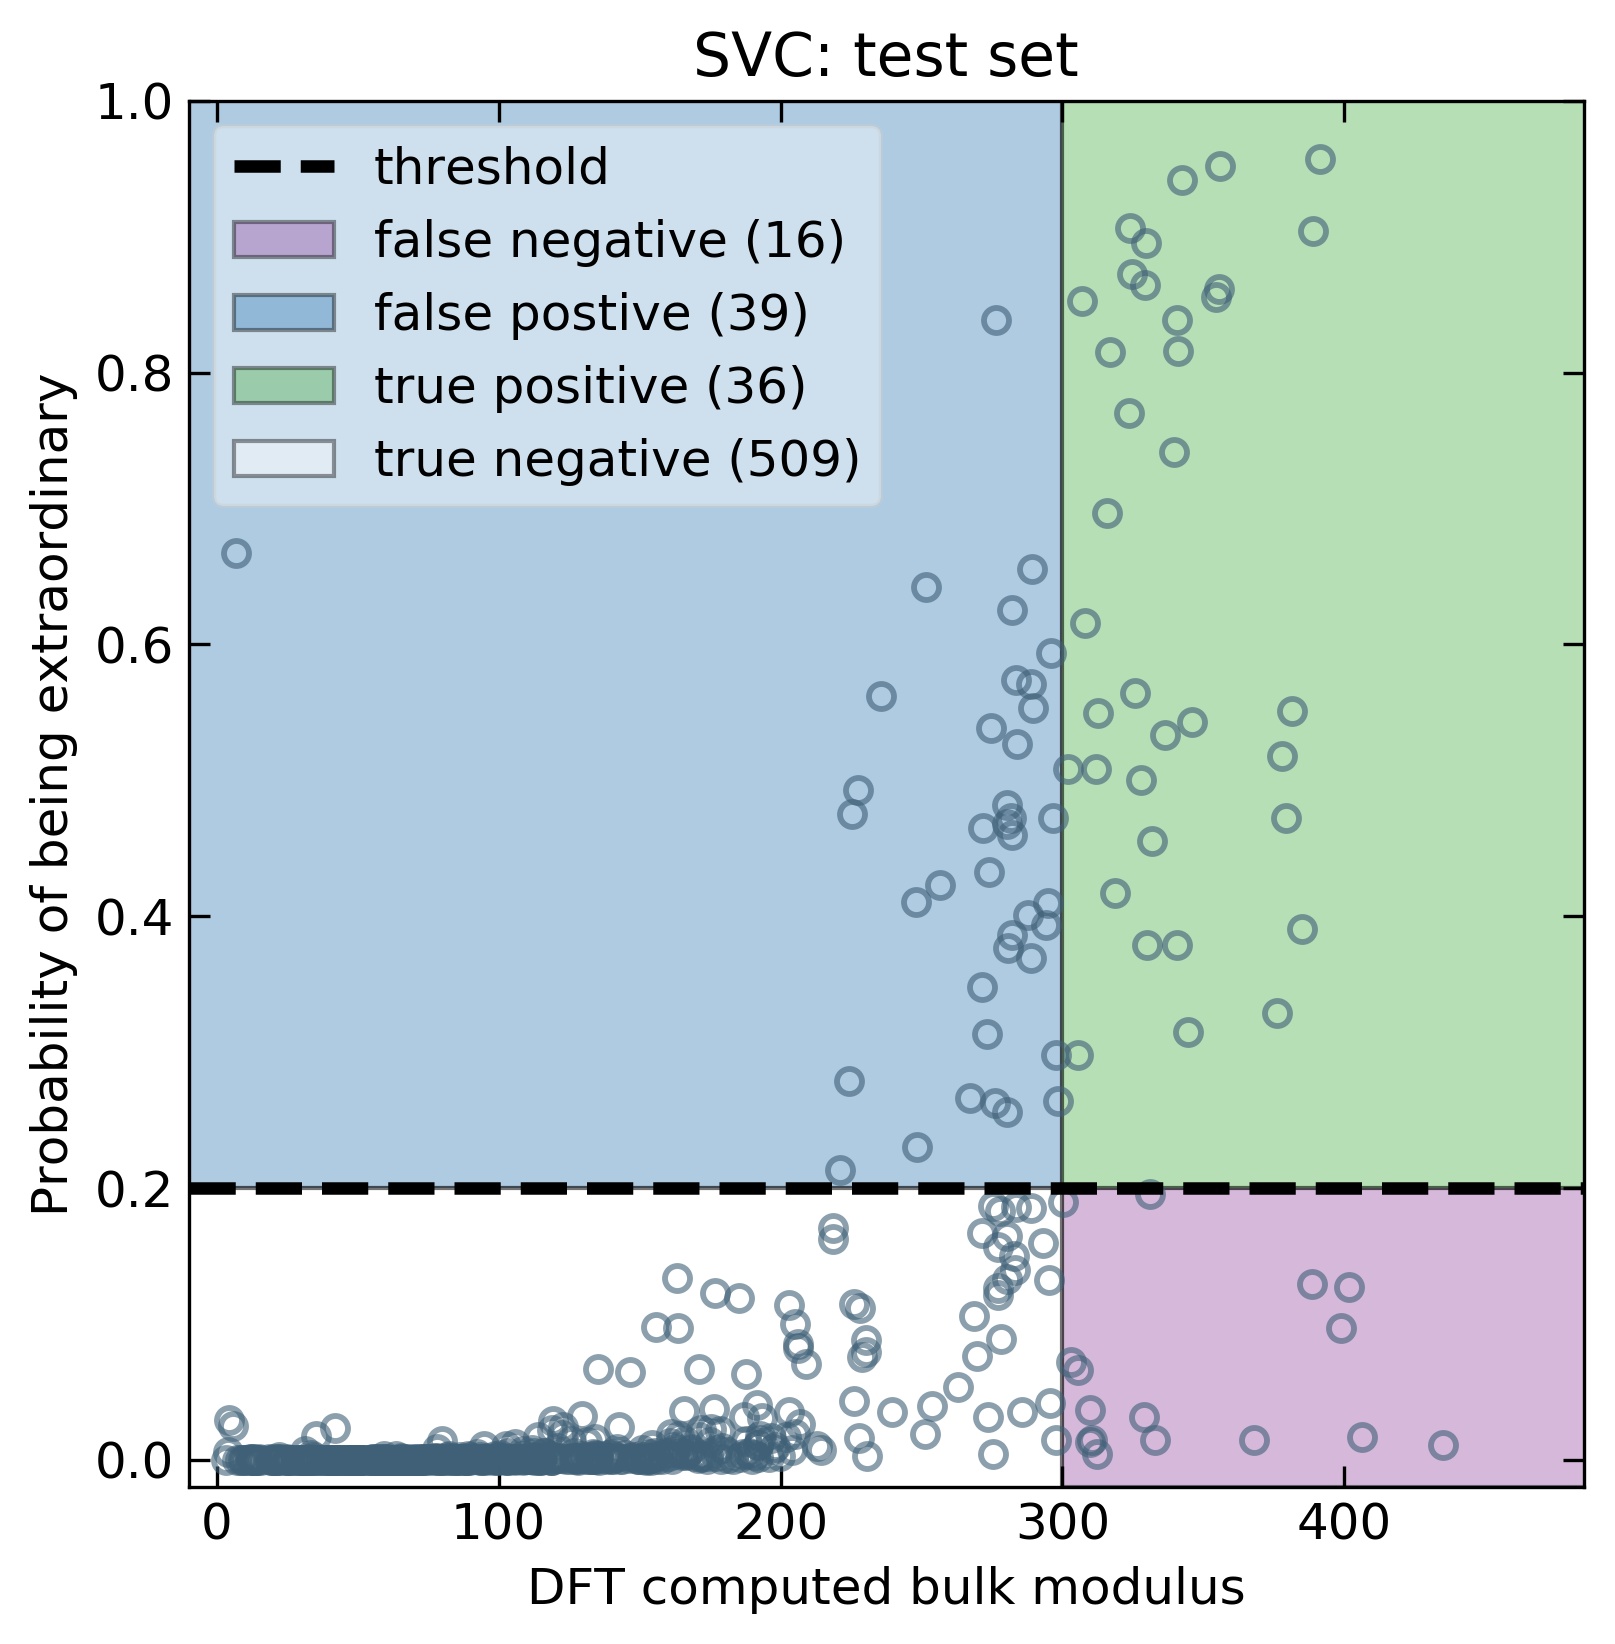 SVC: test set
1.0
0.8
0.6
0.4
0.2
0.0
threshold
false negative (16)
false postive (39)
true positive (36)
true negative (509)
Probability of being extraordinary
0
100
200
300
400
DFT computed bulk modulus